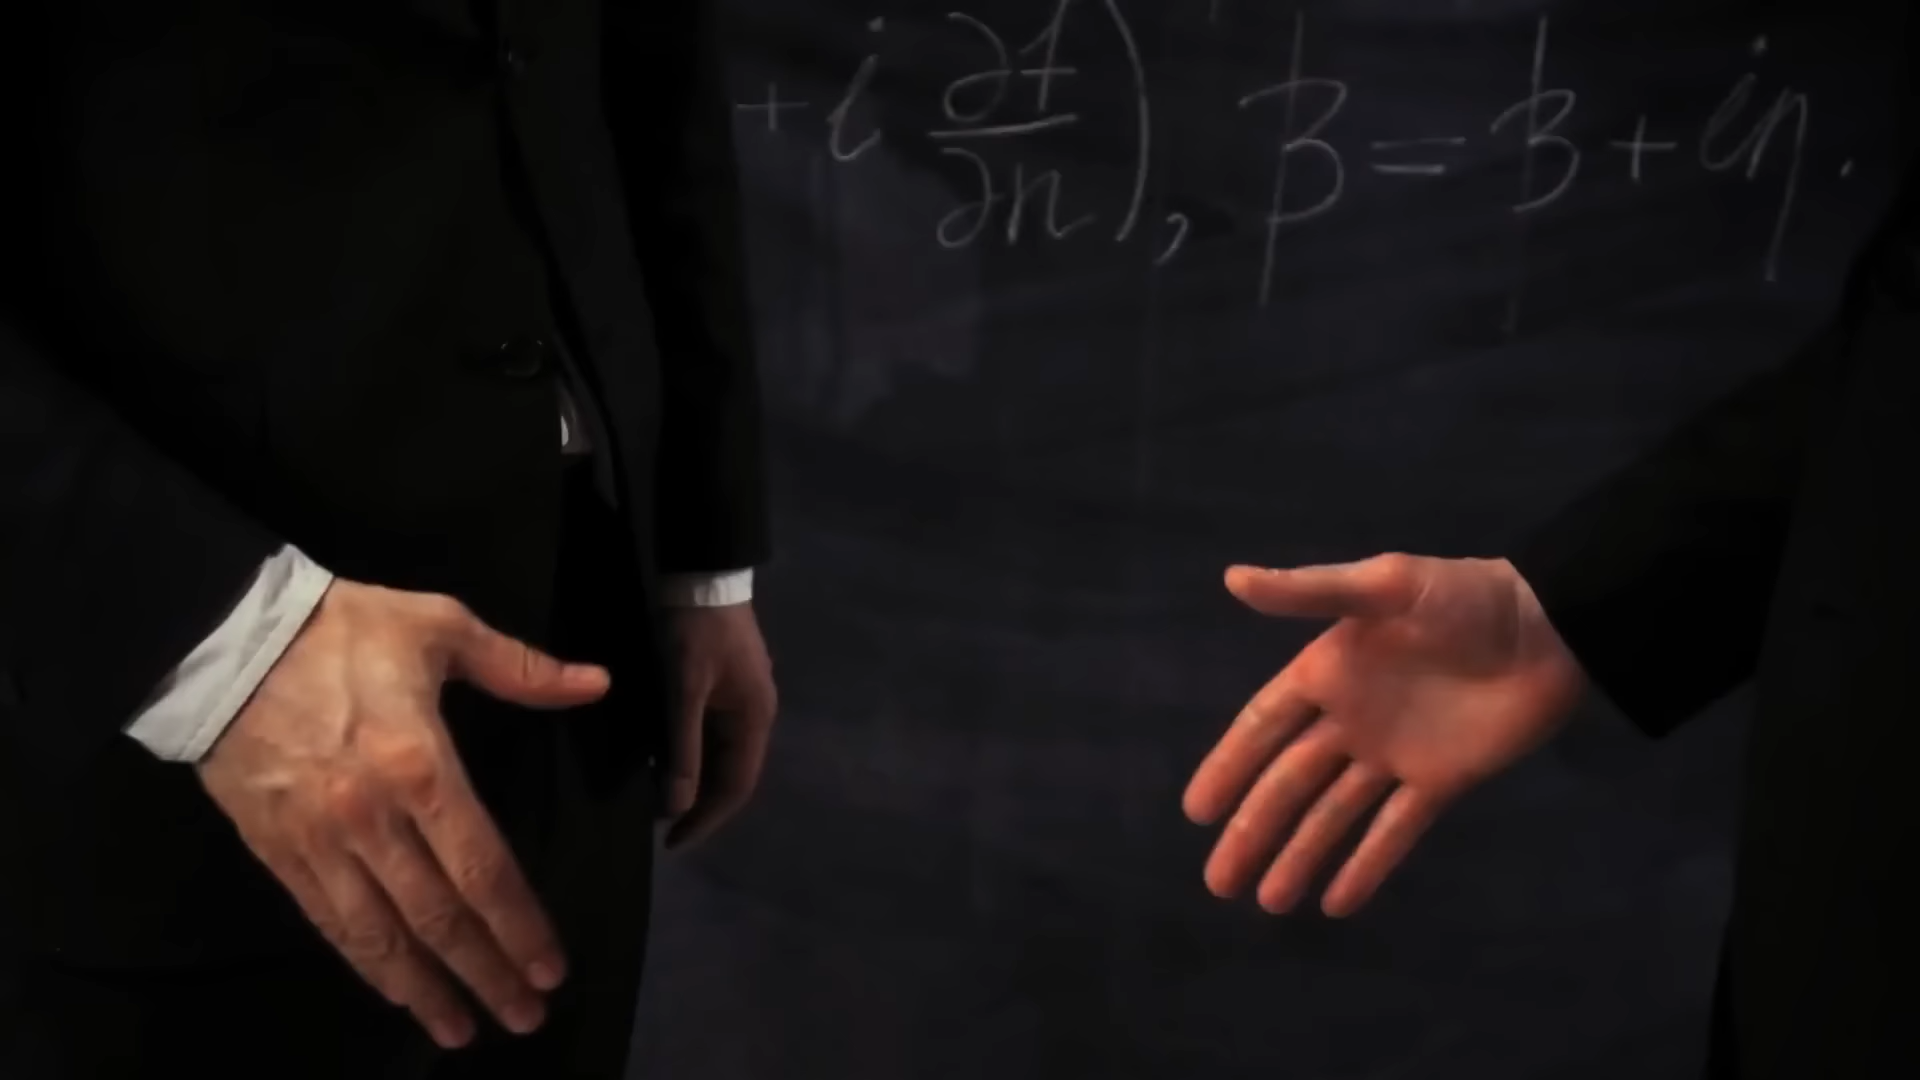 + i ∂f/∂n), β = β + iη.